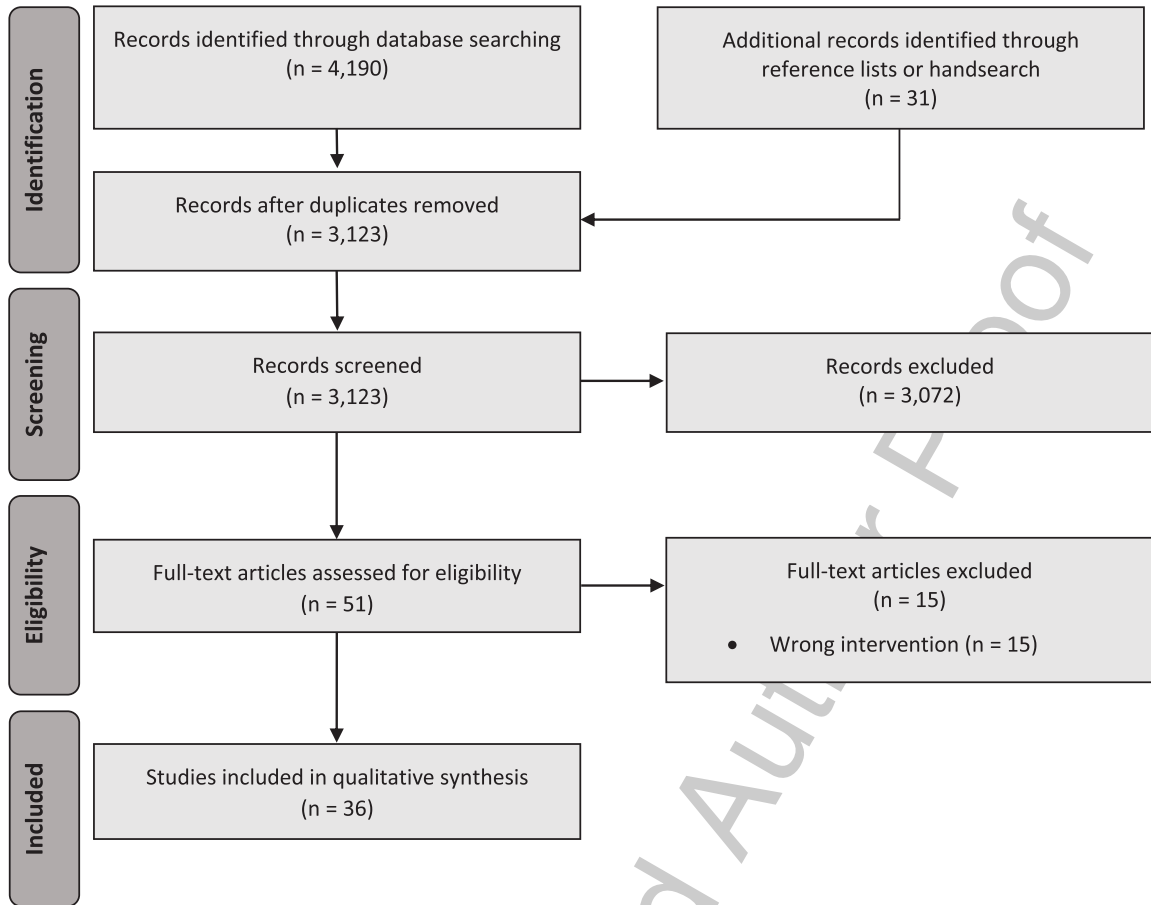 Identification
Records identified through database searching
(n = 4,190)
Additional records identified through
reference lists or handsearch
(n = 31)
Records after duplicates removed
(n = 3,123)
Screening
Records screened
(n = 3,123)
Records excluded
(n = 3,072)
Eligibility
Full-text articles assessed for eligibility
(n = 51)
Full-text articles excluded
(n = 15)
• Wrong intervention (n = 15)
Included
Studies included in qualitative synthesis
(n = 36)